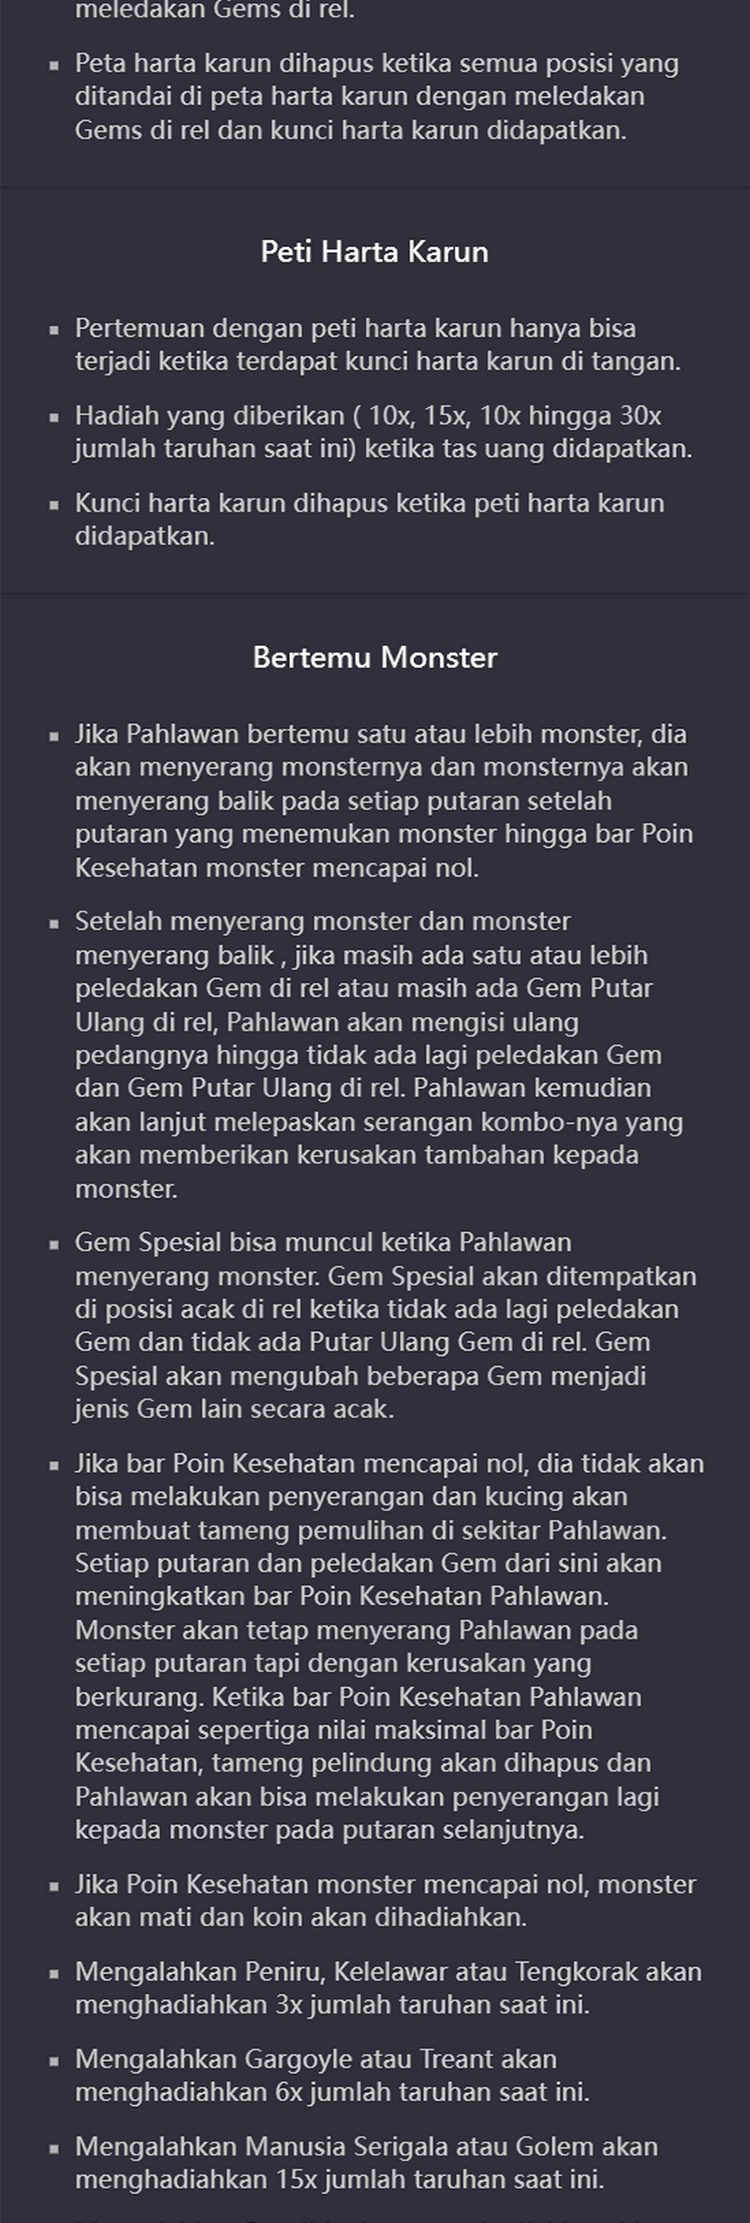 meledakan Gems di rel.
Peta harta karun dihapus ketika semua posisi yang
ditandai di peta harta karun dengan meledakan
Gems di rel dan kunci harta karun didapatkan.
Peti Harta Karun
Pertemuan dengan peti harta karun hanya bisa
terjadi ketika terdapat kunci harta karun di tangan.
Hadiah yang diberikan ( 10x, 15x, 10x hingga 30x
jumlah taruhan saat ini) ketika tas uang didapatkan.
Kunci harta karun dihapus ketika peti harta karun
didapatkan.
Bertemu Monster
Jika Pahlawan bertemu satu atau lebih monster, dia
akan menyerang monsternya dan monsternya akan
menyerang balik pada setiap putaran setelah
putaran yang menemukan monster hingga bar Poin
Kesehatan monster mencapai nol.
Setelah menyerang monster dan monster
menyerang balik , jika masih ada satu atau lebih
peledakan Gem di rel atau masih ada Gem Putar
Ulang di rel, Pahlawan akan mengisi ulang
pedangnya hingga tidak ada lagi peledakan Gem
dan Gem Putar Ulang di rel. Pahlawan kemudian
akan lanjut melepaskan serangan kombo-nya yang
akan memberikan kerusakan tambahan kepada
monster.
Gem Spesial bisa muncul ketika Pahlawan
menyerang monster. Gem Spesial akan ditempatkan
di posisi acak di rel ketika tidak ada lagi peledakan
Gem dan tidak ada Putar Ulang Gem di rel. Gem
Spesial akan mengubah beberapa Gem menjadi
jenis Gem lain secara acak.
Jika bar Poin Kesehatan mencapai nol, dia tidak akan
bisa melakukan penyerangan dan kucing akan
membuat tameng pemulihan di sekitar Pahlawan.
Setiap putaran dan peledakan Gem dari sini akan
meningkatkan bar Poin Kesehatan Pahlawan.
Monster akan tetap menyerang Pahlawan pada
setiap putaran tapi dengan kerusakan yang
berkurang. Ketika bar Poin Kesehatan Pahlawan
mencapai sepertiga nilai maksimal bar Poin
Kesehatan, tameng pelindung akan dihapus dan
Pahlawan akan bisa melakukan penyerangan lagi
kepada monster pada putaran selanjutnya.
Jika Poin Kesehatan monster mencapai nol, monster
akan mati dan koin akan dihadiahkan.
Mengalahkan Peniru, Kelelawar atau Tengkorak akan
menghadiahkan 3x jumlah taruhan saat ini.
Mengalahkan Gargoyle atau Treant akan
menghadiahkan 6x jumlah taruhan saat ini.
Mengalahkan Manusia Serigala atau Golem akan
menghadiahkan 15x jumlah taruhan saat ini.